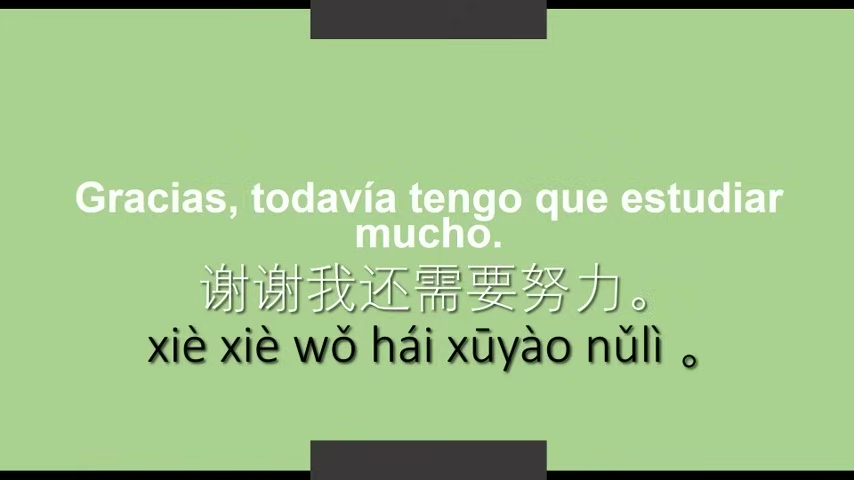 Gracias, todavía tengo que estudiar
mucho.
谢谢我还需要努力。
xiè xiè wǒ hái xūyào nǔlì 。